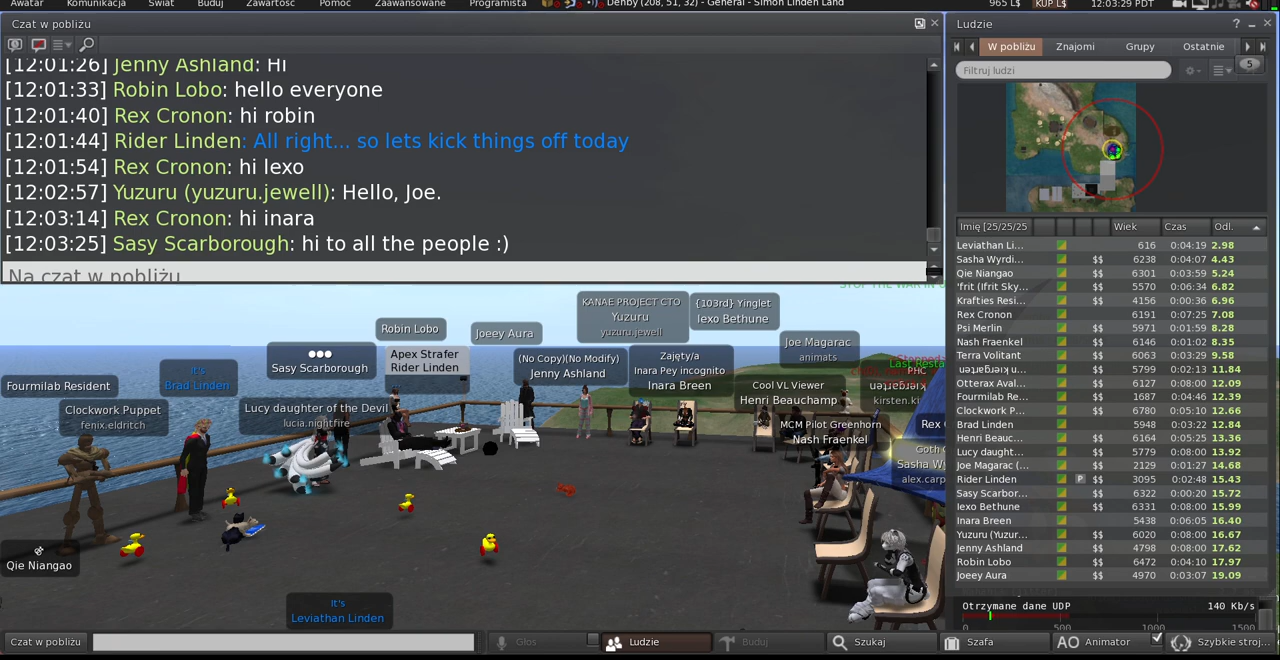 Awatar Komunikacja Świat Buduj Zawartość Pomoc Zaawansowane Programista Denby (208, 51, 32) - General - Simon Linden Land 965 L$ KUP L$ 12:03:29 PDT
Czat w pobliżu
[12:01:26] Jenny Ashland: Hi
[12:01:33] Robin Lobo: hello everyone
[12:01:40] Rex Cronon: hi robin
[12:01:44] Rider Linden: All right... so lets kick things off today
[12:01:54] Rex Cronon: hi lexo
[12:02:57] Yuzuru (yuzuru.jewell): Hello, Joe.
[12:03:14] Rex Cronon: hi inara
[12:03:25] Sasy Scarborough: hi to all the people :)
Na czat w pobliżu
STOP THE WAR IN
KANAE PROJECT CTO
Yuzuru
yuzuru.jewell
{103rd} Yinglet
lexo Bethune
Robin Lobo
Joeey Aura
Joe Magarac
animats
Apex Strafer
Rider Linden
(No Copy)(No Modify)
Jenny Ashland
Zajęty/a
Inara Pey incognito
Inara Breen
Sasy Scarborough
It's
Brad Linden
Fourmilab Resident
Clockwork Puppet
fenix.eldritch
Lucy daughter of the Devil
lucia.nightfire
Cool VL Viewer
Henri Beauchamp
PHC
kirsten.ki
MCM Pilot Greenhorn
Nash Fraenkel
Rex C
Goth
Sasha W
alex.carp
Qie Niangao
It's
Leviathan Linden
Czat w pobliżu Głos Ludzie Buduj Szukaj Szafa AO Animator Szybkie stroj...
Ludzie
W pobliżu Znajomi Grupy Ostatnie
Filtruj ludzi 5
Imię [25/25/25 Wiek Czas Odl.
Leviathan Li... 616 0:04:19 2.98
Sasha Wyrdi... $$ 6238 0:04:07 4.43
Qie Niangao $$ 6301 0:03:59 5.24
'frit (Ifrit Sky... $$ 5570 0:06:34 6.82
Krafties Resi... $$ 4156 0:00:36 6.96
Rex Cronon 6191 0:07:25 7.08
Psi Merlin $$ 5971 0:01:59 8.28
Nash Fraenkel $$ 6146 0:01:02 8.35
Terra Volitant $$ 6063 0:03:29 9.58
$$ 5799 0:02:13 11.84
Otterax Aval... $$ 6127 0:08:00 12.09
Fourmilab Re... $$ 1687 0:04:46 12.39
Clockwork P... $$ 6780 0:05:10 12.66
Brad Linden 5948 0:03:22 12.84
Henri Beauc... $$ 6164 0:05:25 13.36
Lucy daught... $$ 5779 0:08:00 13.92
Joe Magarac (... $$ 2129 0:01:27 14.68
Rider Linden P $$ 3095 0:02:48 15.43
Sasy Scarbor... $$ 6322 0:00:20 15.72
lexo Bethune $$ 6331 0:08:00 15.99
Inara Breen 5438 0:06:05 16.40
Yuzuru (Yuzur... $$ 6020 0:08:00 16.67
Jenny Ashland $$ 4798 0:08:00 17.62
Robin Lobo $$ 6472 0:04:10 17.97
Joeey Aura $$ 4970 0:03:07 19.09
Otrzymane dane UDP 140 Kb/s
0 500 1000 1500